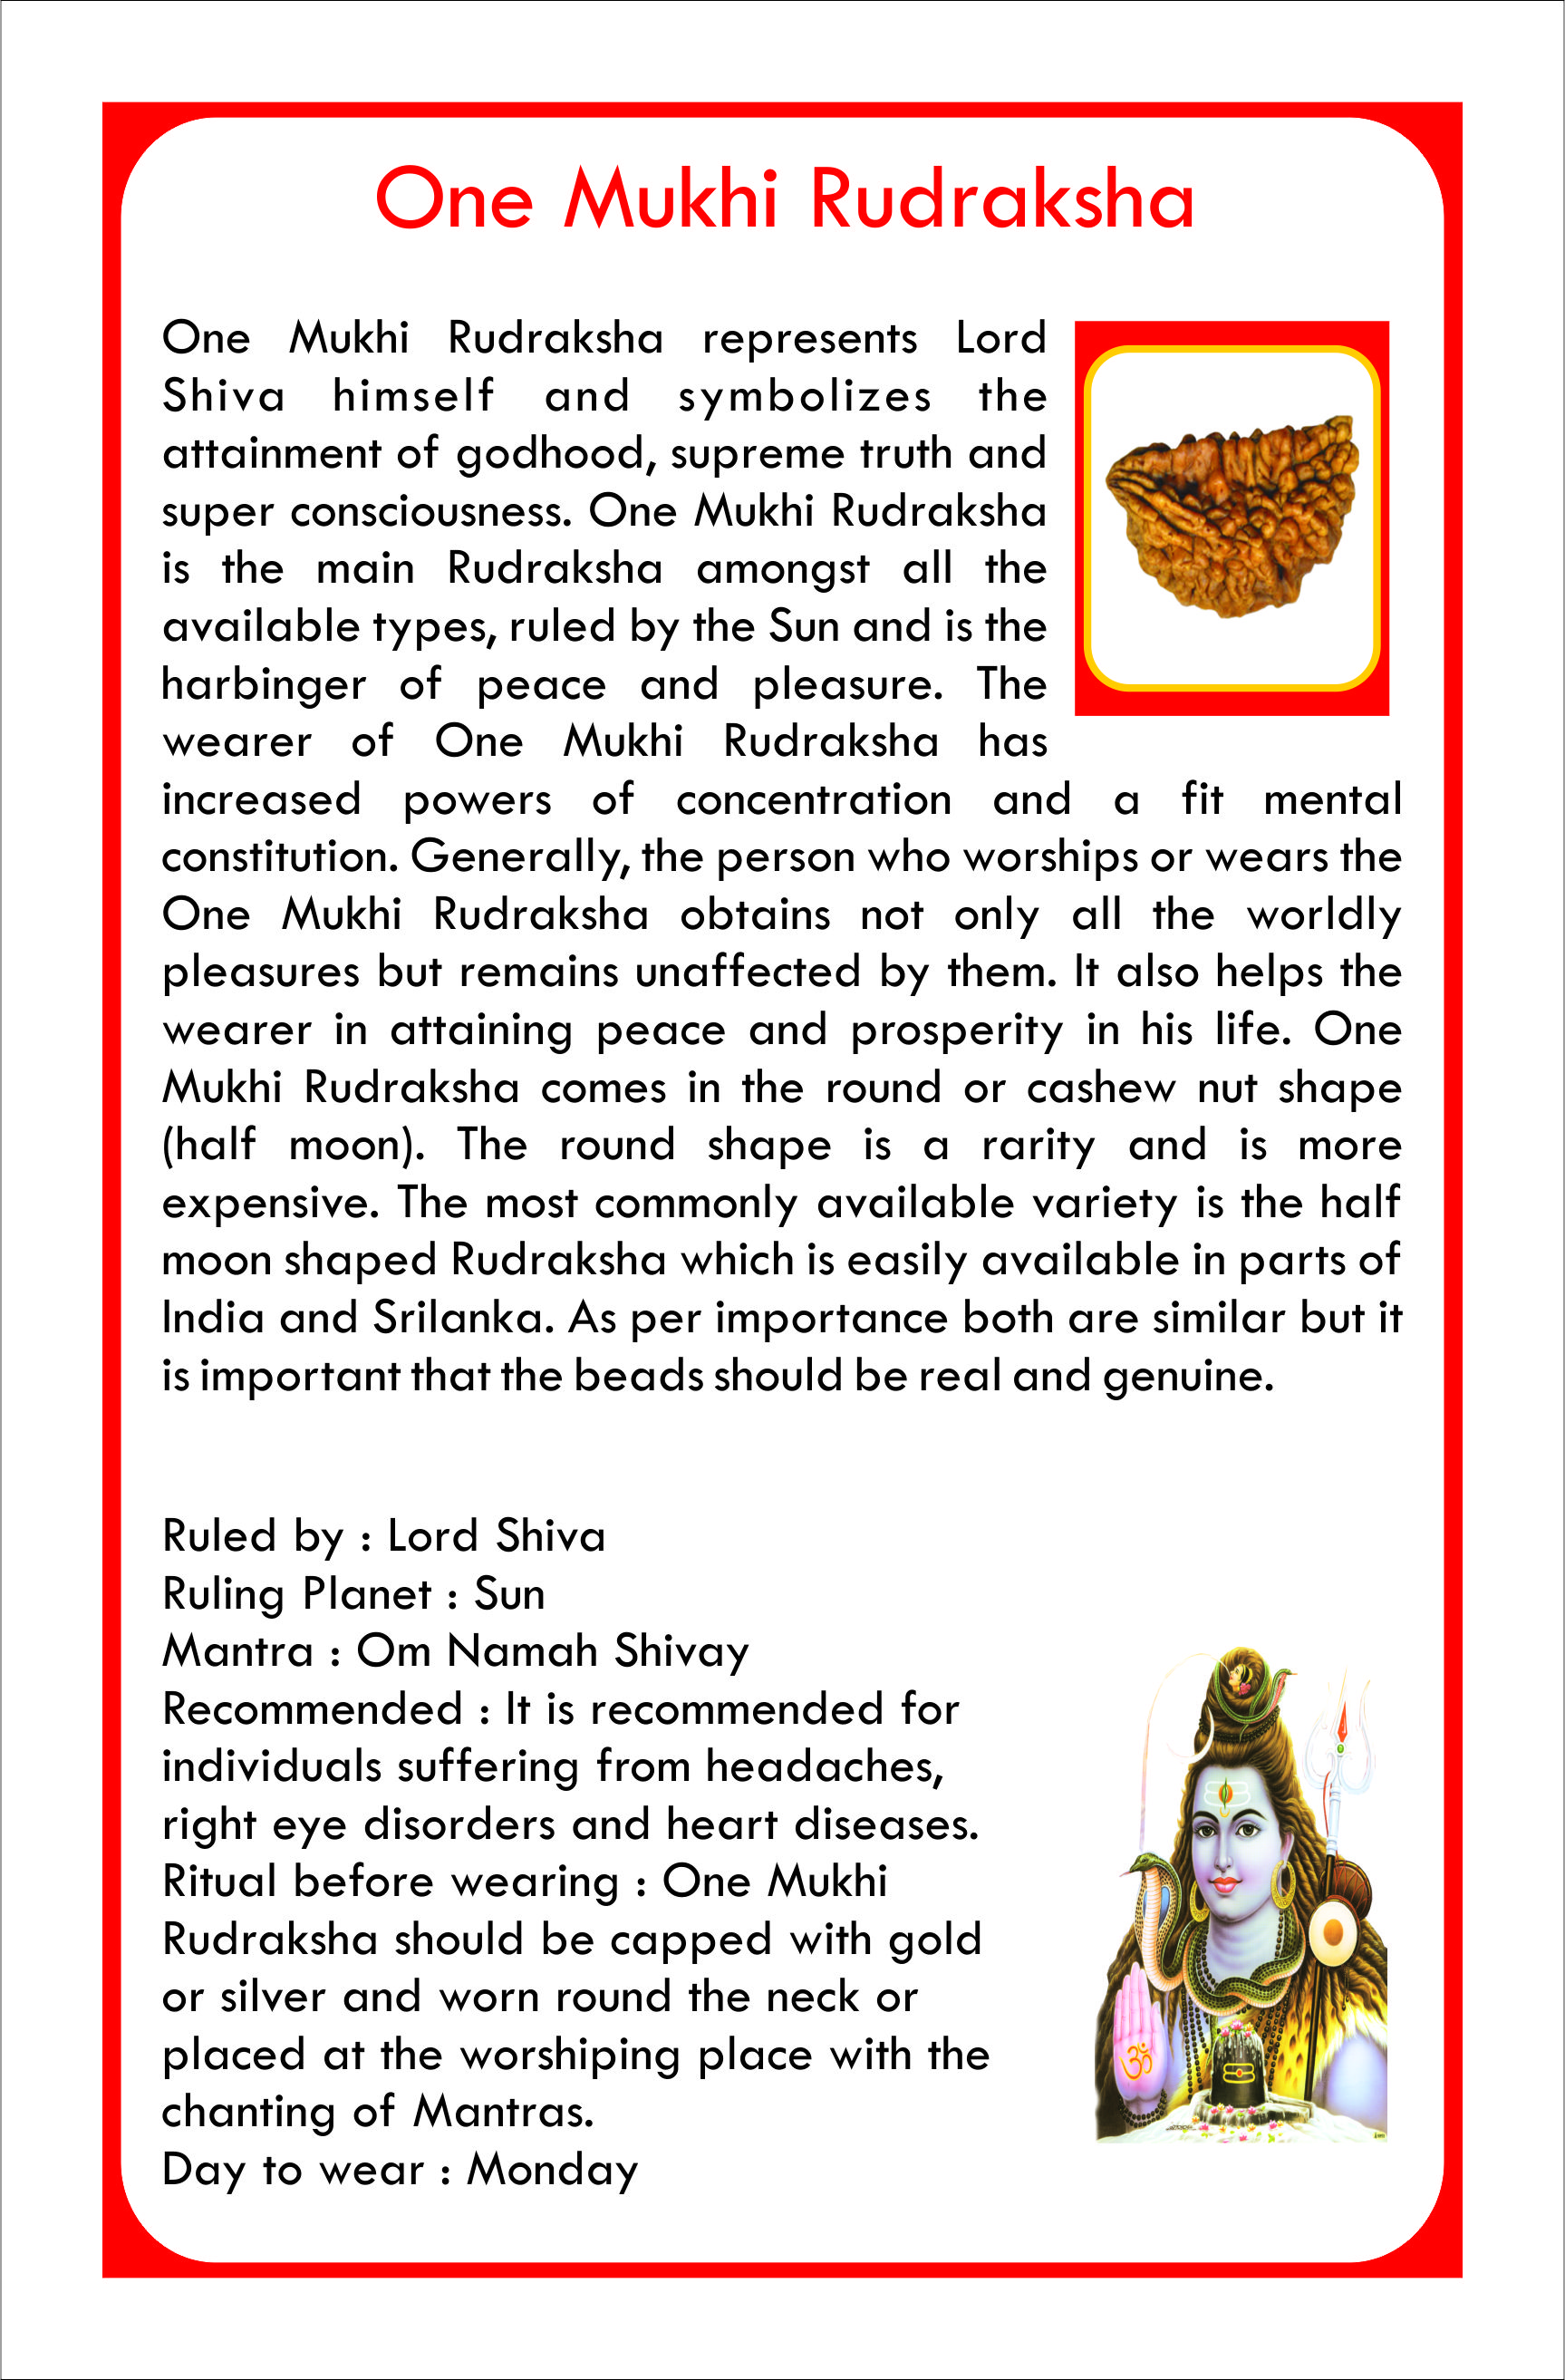 One Mukhi Rudraksha
One Mukhi Rudraksha represents Lord
Shiva himself and symbolizes the
attainment of godhood, supreme truth and
super consciousness. One Mukhi Rudraksha
is the main Rudraksha amongst all the
available types, ruled by the Sun and is the
harbinger of peace and pleasure. The
wearer of One Mukhi Rudraksha has
increased powers of concentration and a fit mental
constitution. Generally, the person who worships or wears the
One Mukhi Rudraksha obtains not only all the worldly
pleasures but remains unaffected by them. It also helps the
wearer in attaining peace and prosperity in his life. One
Mukhi Rudraksha comes in the round or cashew nut shape
(half moon). The round shape is a rarity and is more
expensive. The most commonly available variety is the half
moon shaped Rudraksha which is easily available in parts of
India and Srilanka. As per importance both are similar but it
is important that the beads should be real and genuine.
Ruled by : Lord Shiva
Ruling Planet : Sun
Mantra : Om Namah Shivay
Recommended : It is recommended for
individuals suffering from headaches,
right eye disorders and heart diseases.
Ritual before wearing : One Mukhi
Rudraksha should be capped with gold
or silver and worn round the neck or
placed at the worshiping place with the
chanting of Mantras.
Day to wear : Monday
ॐ